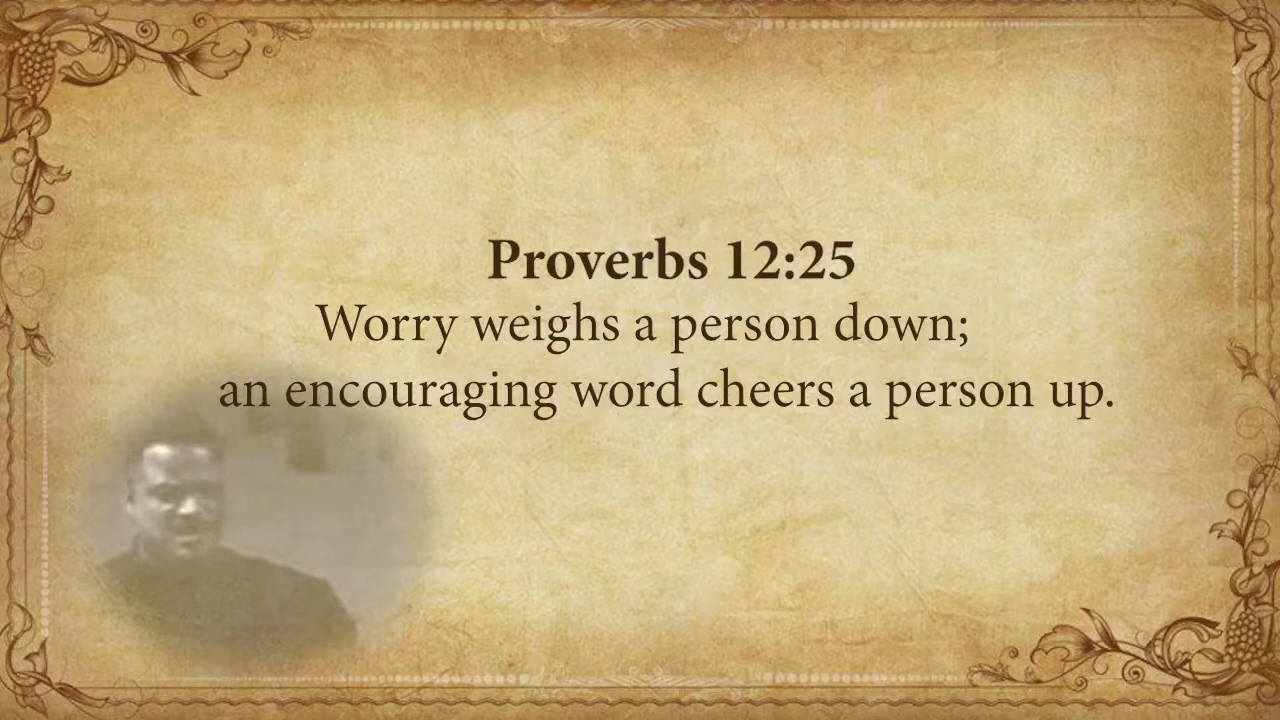 Proverbs 12:25
Worry weighs a person down;
an encouraging word cheers a person up.